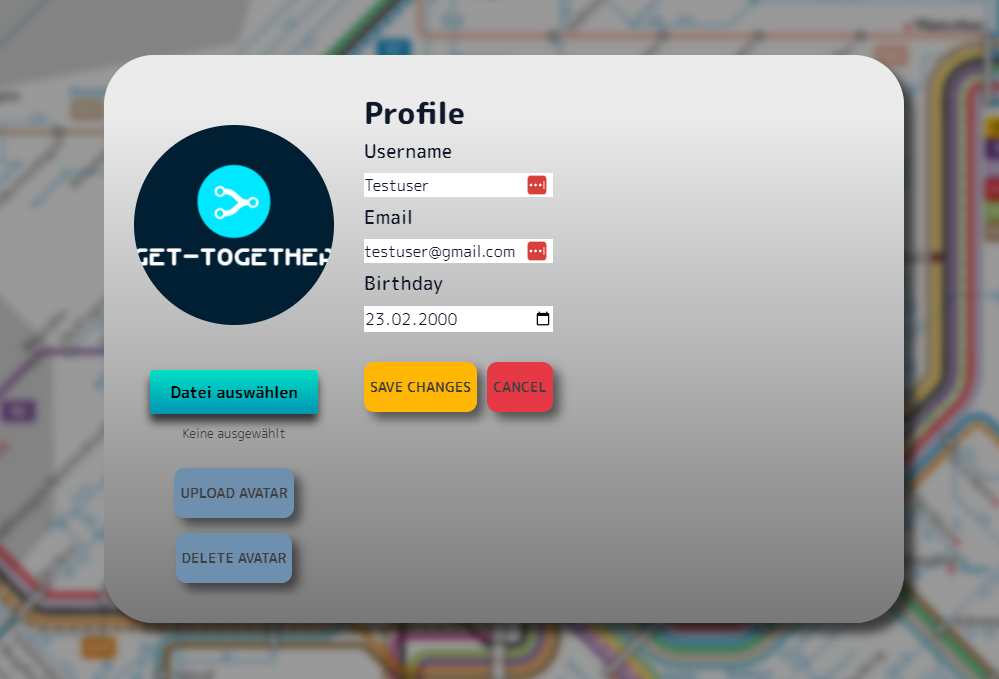 Profile
Username
Testuser
Email
testuser@gmail.com
Birthday
23.02.2000
SAVE CHANGES CANCEL
GET-TOGETHER
Datei auswählen
Keine ausgewählt
UPLOAD AVATAR
DELETE AVATAR